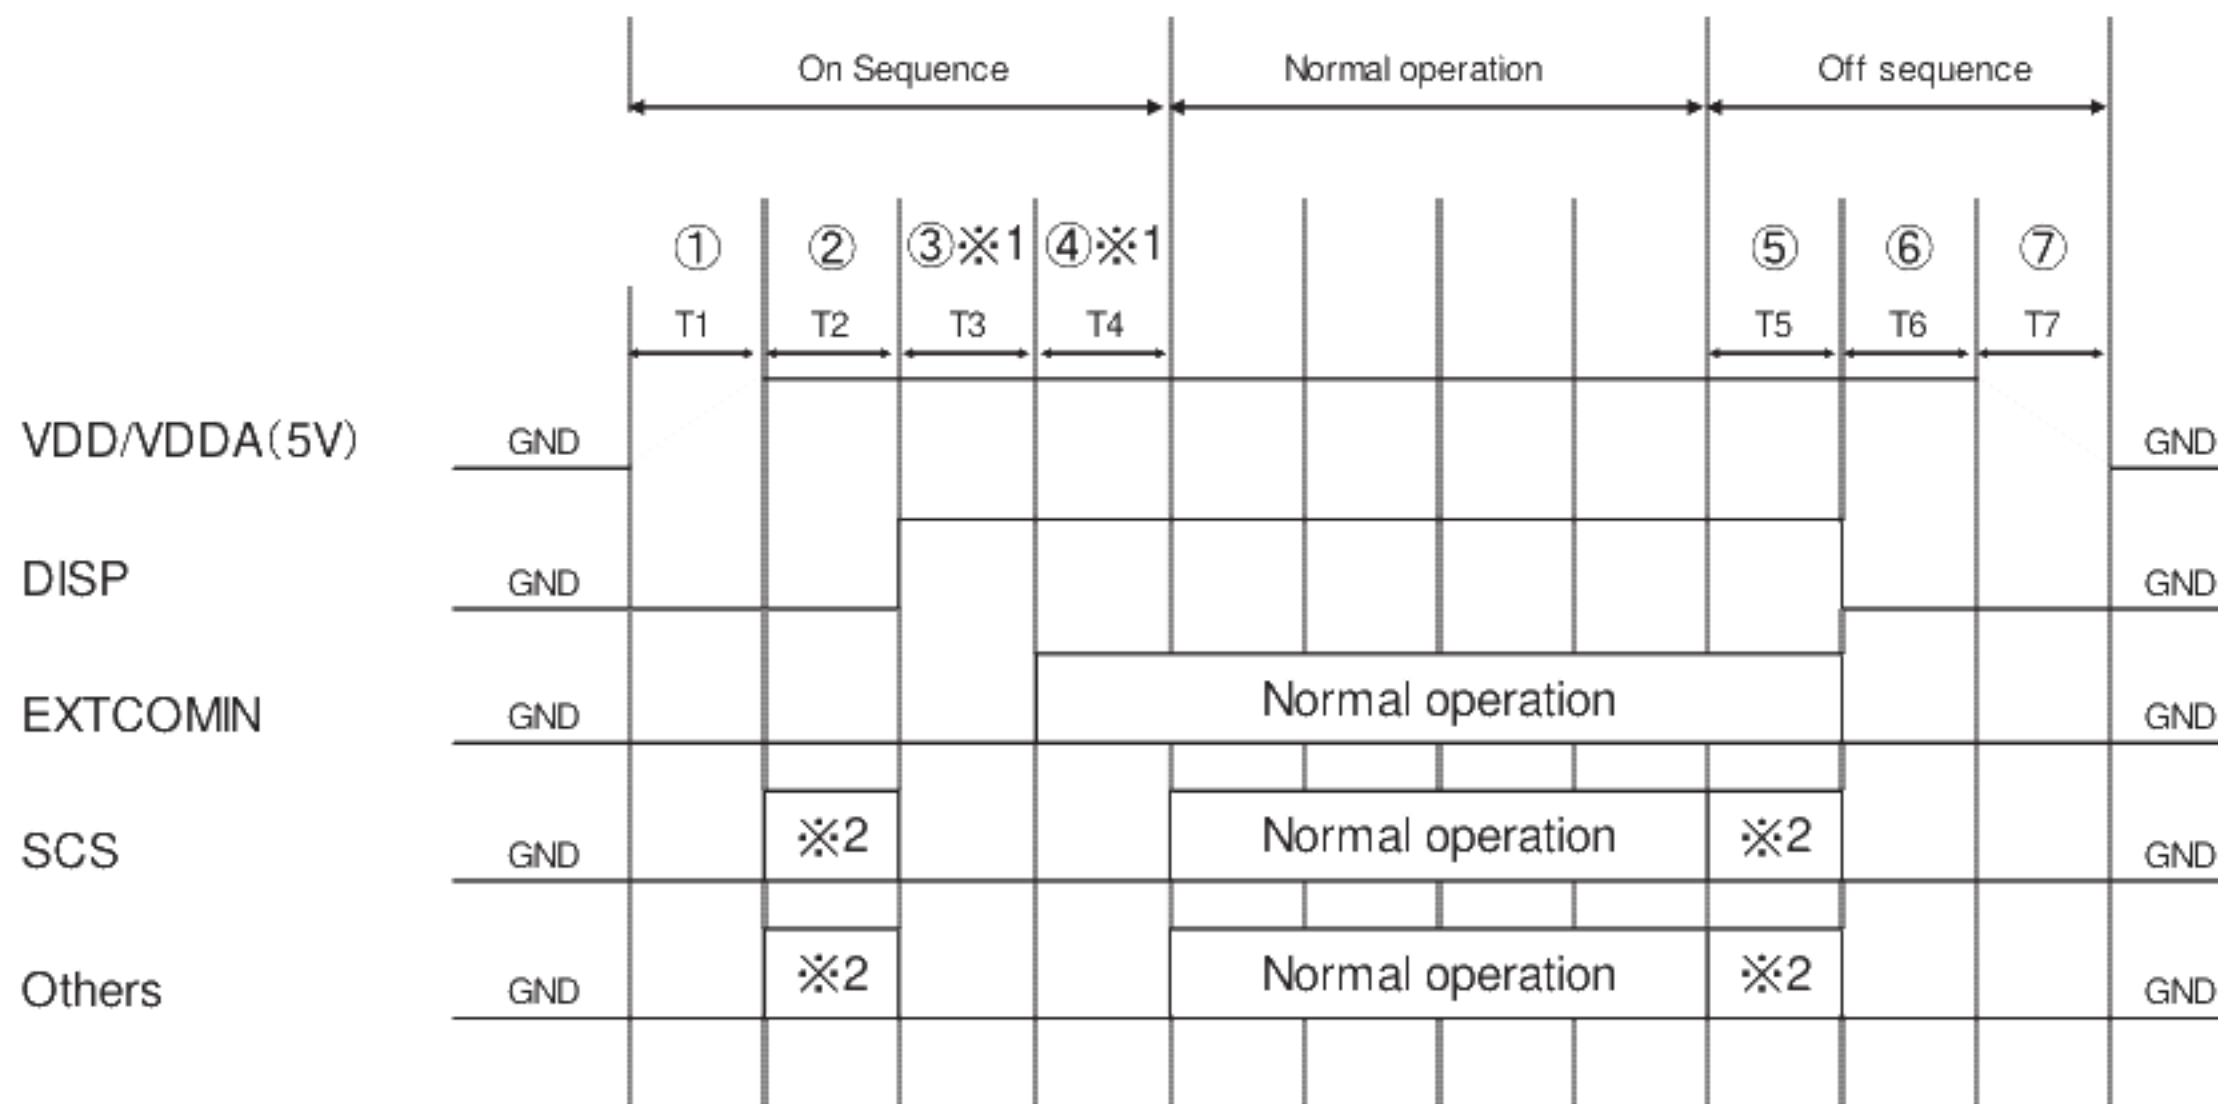 On Sequence Normal operation Off sequence
① ② ③※1 ④※1 ⑤ ⑥ ⑦
T1 T2 T3 T4 T5 T6 T7
VDD/VDDA(5V) GND GND
DISP GND GND
EXTCOMIN GND Normal operation GND
SCS GND ※2 Normal operation ※2 GND
Others GND ※2 Normal operation ※2 GND